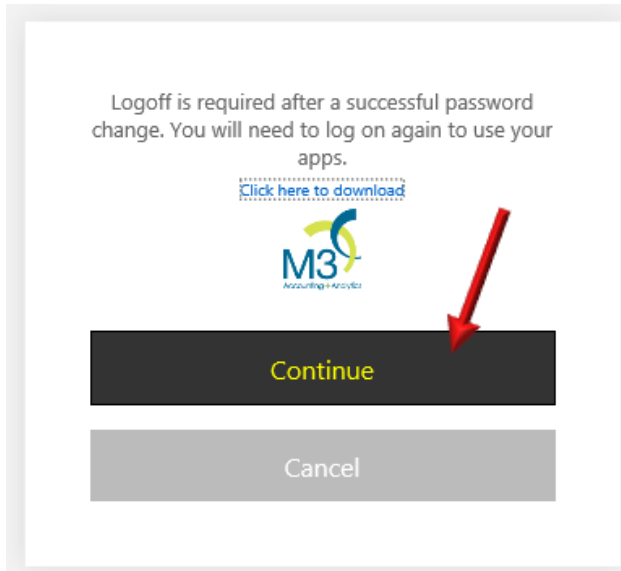 Logoff is required after a successful password
change. You will need to log on again to use your
apps.
Click here to download
M3
Accounting+Analytics
Continue
Cancel